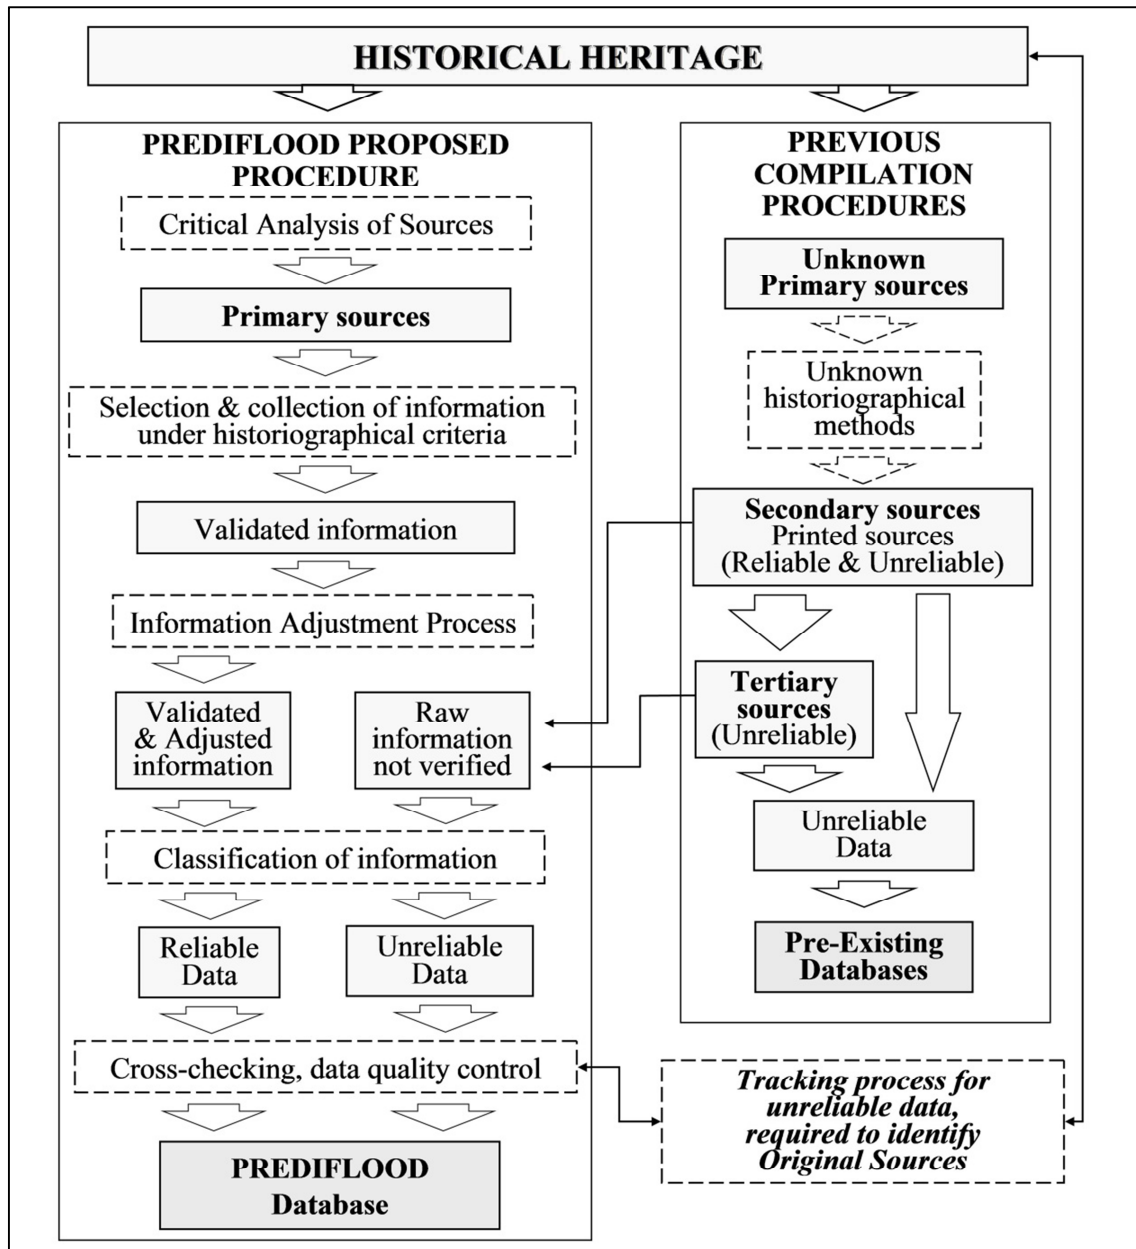 HISTORICAL HERITAGE
PREDIFLOOD PROPOSED
PROCEDURE
Critical Analysis of Sources
Primary sources
Selection & collection of information
under historiographical criteria
Validated information
Information Adjustment Process
Validated
& Adjusted
information
Raw
information
not verified
Classification of information
Reliable
Data
Unreliable
Data
Cross-checking, data quality control
PREDIFLOOD
Database
PREVIOUS
COMPILATION
PROCEDURES
Unknown
Primary sources
Unknown
historiographical
methods
Secondary sources
Printed sources
(Reliable & Unreliable)
Tertiary
sources
(Unreliable)
Unreliable
Data
Pre-Existing
Databases
Tracking process for
unreliable data,
required to identify
Original Sources